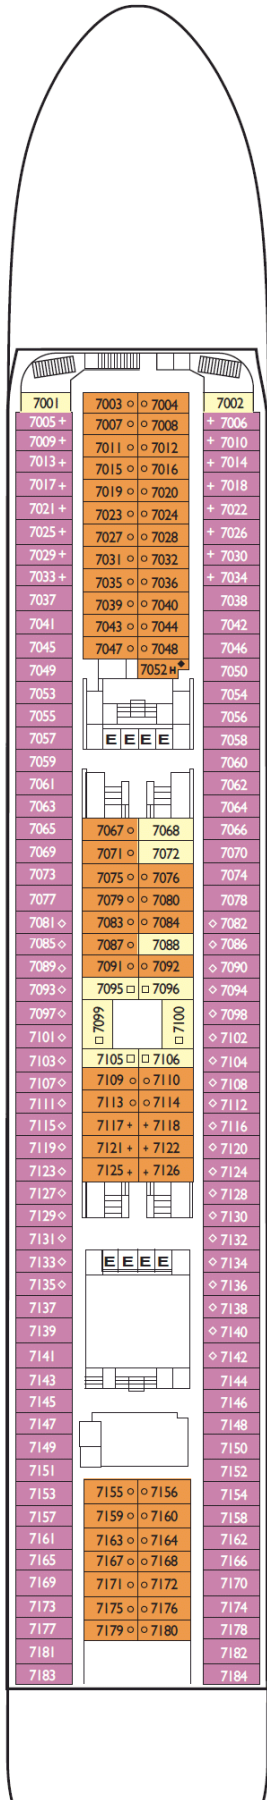 7001 7002
7003 ○ ○ 7004
7005 + + 7006
7007 ○ ○ 7008
7009 + + 7010
7011 ○ ○ 7012
7013 + + 7014
7015 ○ ○ 7016
7017 + + 7018
7019 ○ ○ 7020
7021 + + 7022
7023 ○ ○ 7024
7025 + + 7026
7027 ○ ○ 7028
7029 + + 7030
7031 ○ ○ 7032
7033 + + 7034
7035 ○ ○ 7036
7037 7038
7039 ○ ○ 7040
7041 7042
7043 ○ ○ 7044
7045 7046
7047 ○ ○ 7048
7049 7052 H ◆ 7050
7053 7054
7055 7056
7057 E E E E 7058
7059 7060
7061 7062
7063 7064
7065 7067 ○ 7068 7066
7069 7071 ○ 7072 7070
7073 7075 ○ ○ 7076 7074
7077 7079 ○ ○ 7080 7078
7081 ◇ 7083 ○ ○ 7084 ◇ 7082
7085 ◇ 7087 ○ 7088 ◇ 7086
7089 ◇ 7091 ○ ○ 7092 ◇ 7090
7093 ◇ 7095 □ □ 7096 ◇ 7094
7097 ◇ □ 7099 □ 7100 ◇ 7098
7101 ◇ ◇ 7102
7103 ◇ 7105 □ □ 7106 ◇ 7104
7107 ◇ 7109 ○ ○ 7110 ◇ 7108
7111 ◇ 7113 ○ ○ 7114 ◇ 7112
7115 ◇ 7117 + + 7118 ◇ 7116
7119 ◇ 7121 + + 7122 ◇ 7120
7123 ◇ 7125 + + 7126 ◇ 7124
7127 ◇ ◇ 7128
7129 ◇ ◇ 7130
7131 ◇ ◇ 7132
7133 ◇ E E E E ◇ 7134
7135 ◇ ◇ 7136
7137 ◇ 7138
7139 ◇ 7140
7141 ◇ 7142
7143 7144
7145 7146
7147 7148
7149 7150
7151 7152
7153 7155 ○ ○ 7156 7154
7157 7159 ○ ○ 7160 7158
7161 7163 ○ ○ 7164 7162
7165 7167 ○ ○ 7168 7166
7169 7171 ○ ○ 7172 7170
7173 7175 ○ ○ 7176 7174
7177 7179 ○ ○ 7180 7178
7181 7182
7183 7184